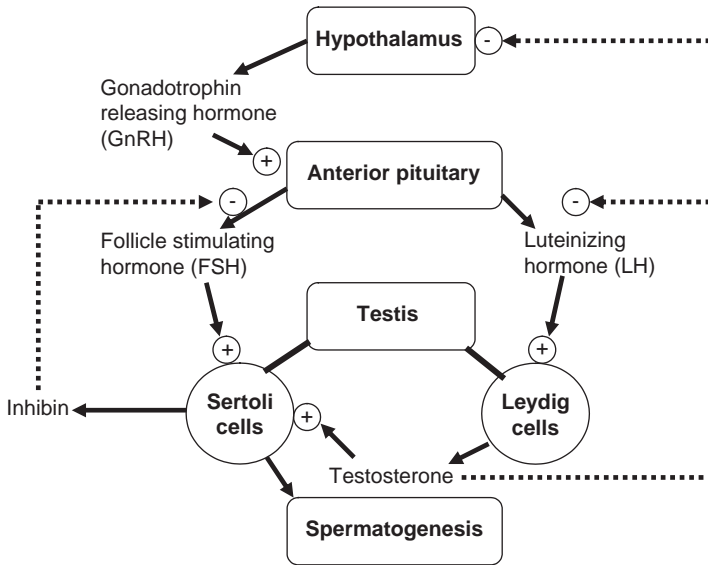 Hypothalamus
-
Gonadotrophin
releasing hormone
(GnRH)
+
Anterior pituitary
-
-
Follicle stimulating
hormone (FSH)
Luteinizing
hormone (LH)
Testis
+
+
Inhibin
Sertoli
cells
+
Leydig
cells
Testosterone
Spermatogenesis